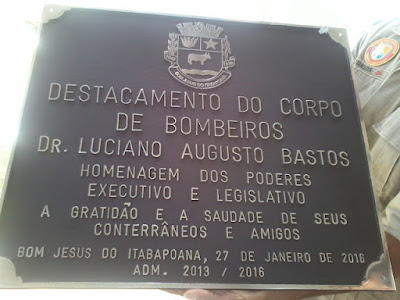 DESTACAMENTO DO CORPO
DE BOMBEIROS
DR. LUCIANO AUGUSTO BASTOS
HOMENAGEM DOS PODERES
EXECUTIVO E LEGISLATIVO
A GRATIDÃO E A SAUDADE DE SEUS
CONTERRÂNEOS E AMIGOS
BOM JESUS DO ITABAPOANA, 27 DE JANEIRO DE 2016
ADM. 2013 / 2016